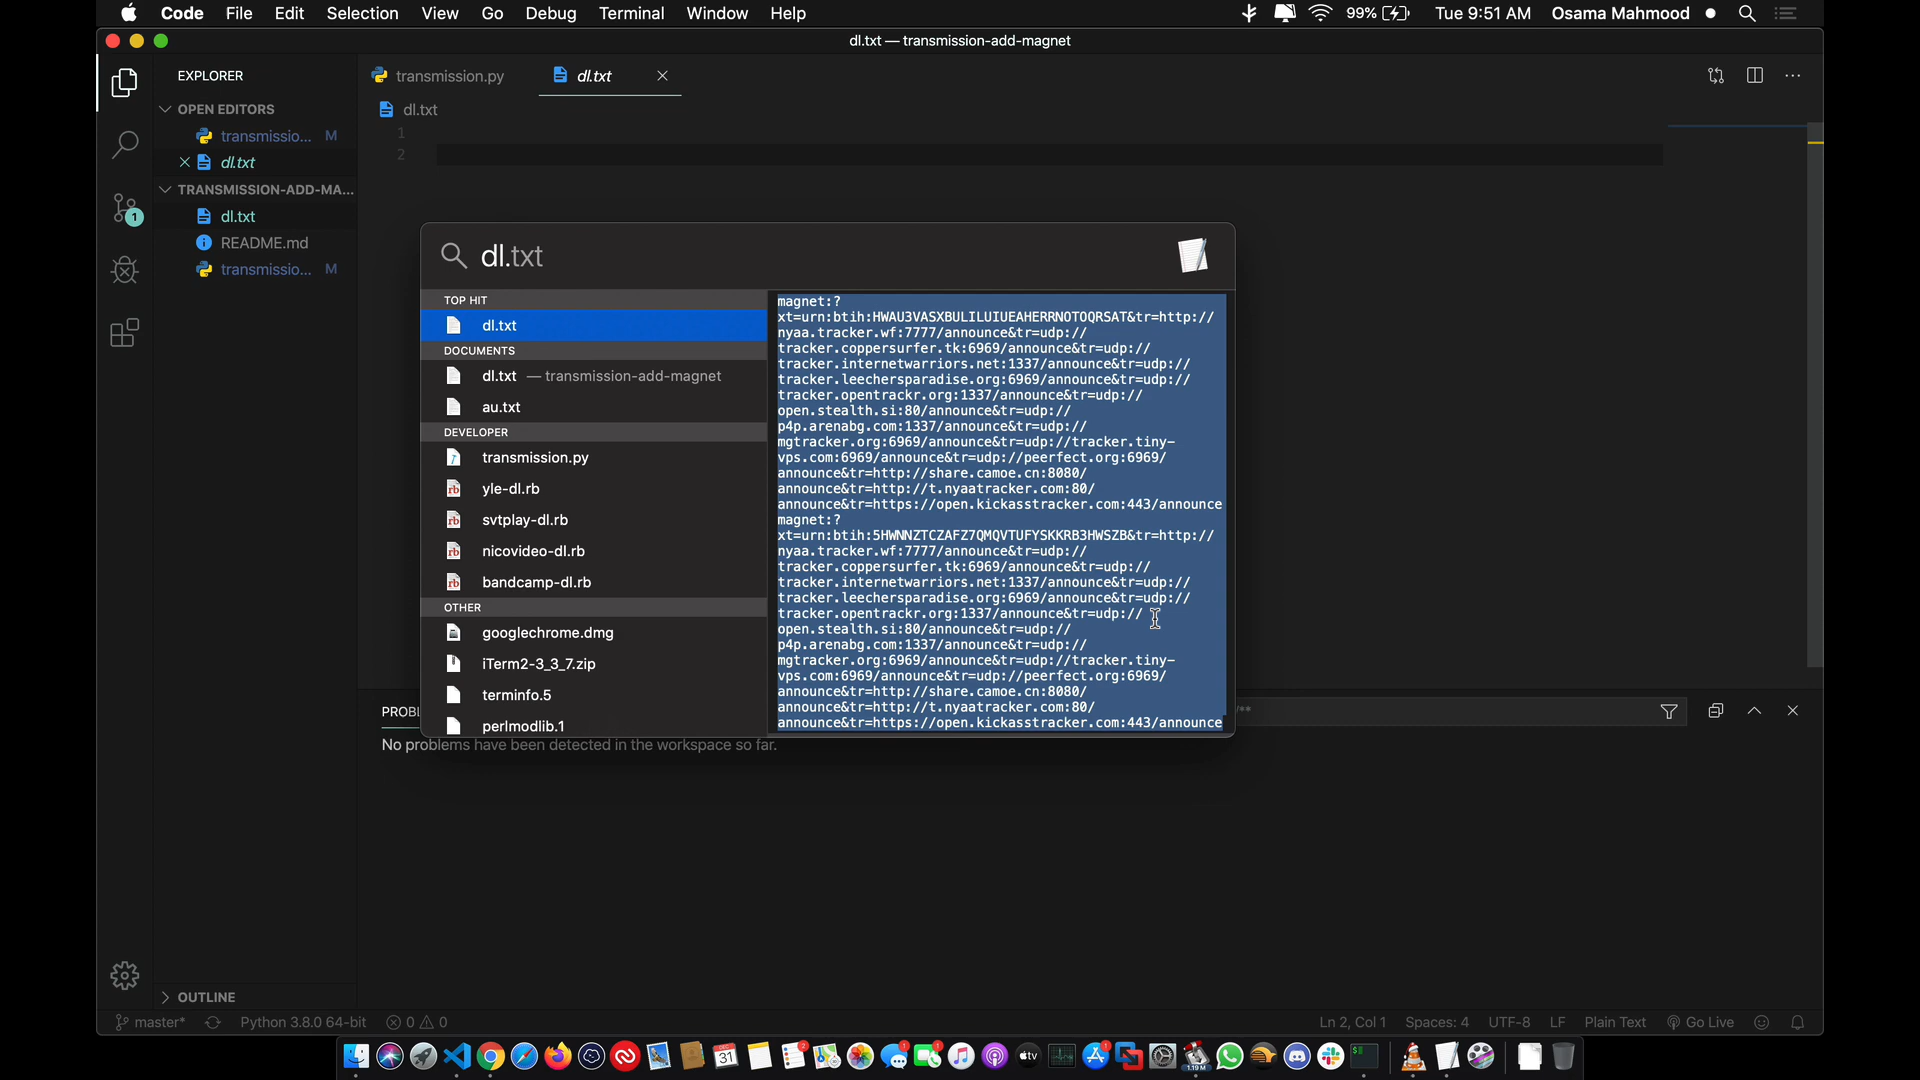 Code File Edit Selection View Go Debug Terminal Window Help 99% Tue 9:51 AM Osama Mahmood
dl.txt — transmission-add-magnet
EXPLORER
transmission.py
dl.txt
OPEN EDITORS
dl.txt
transmissio... M
1
dl.txt
2
TRANSMISSION-ADD-MA...
dl.txt
1
README.md
transmissio... M
dl.txt
TOP HIT
dl.txt
DOCUMENTS
dl.txt — transmission-add-magnet
au.txt
DEVELOPER
transmission.py
yle-dl.rb
svtplay-dl.rb
nicovideo-dl.rb
bandcamp-dl.rb
OTHER
googlechrome.dmg
iTerm2-3_3_7.zip
terminfo.5
perlmodlib.1
magnet:?
xt=urn:btih:HWAU3VASXBULILUIUEAHERRNOTOQRSAT&tr=http://
nyaa.tracker.wf:7777/announce&tr=udp://
tracker.coppersurfer.tk:6969/announce&tr=udp://
tracker.internetwarriors.net:1337/announce&tr=udp://
tracker.leechersparadise.org:6969/announce&tr=udp://
tracker.opentrackr.org:1337/announce&tr=udp://
open.stealth.si:80/announce&tr=udp://
p4p.arenabg.com:1337/announce&tr=udp://
mgtracker.org:6969/announce&tr=udp://tracker.tiny-
vps.com:6969/announce&tr=udp://peerfect.org:6969/
announce&tr=http://share.camoe.cn:8080/
announce&tr=http://t.nyaatracker.com:80/
announce&tr=https://open.kickasstracker.com:443/announce
magnet:?
xt=urn:btih:5HWNNZTCZAFZ7QMQVTUFYSKKRB3HWSZB&tr=http://
nyaa.tracker.wf:7777/announce&tr=udp://
tracker.coppersurfer.tk:6969/announce&tr=udp://
tracker.internetwarriors.net:1337/announce&tr=udp://
tracker.leechersparadise.org:6969/announce&tr=udp://
tracker.opentrackr.org:1337/announce&tr=udp://
open.stealth.si:80/announce&tr=udp://
p4p.arenabg.com:1337/announce&tr=udp://
mgtracker.org:6969/announce&tr=udp://tracker.tiny-
vps.com:6969/announce&tr=udp://peerfect.org:6969/
announce&tr=http://share.camoe.cn:8080/
announce&tr=http://t.nyaatracker.com:80/
announce&tr=https://open.kickasstracker.com:443/announce
PROBL
/**
No problems have been detected in the workspace so far.
OUTLINE
master* Python 3.8.0 64-bit 0 0 Ln 2, Col 1 Spaces: 4 UTF-8 LF Plain Text Go Live